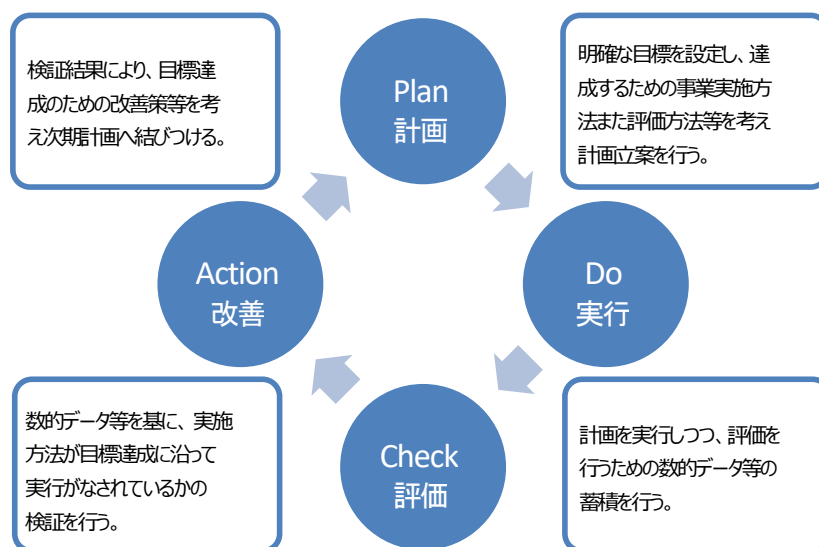 検証結果により、目標達
成のための改善策等を考
え次期計画へ結びつける。
Plan
計画
明確な目標を設定し、達
成するための事業実施方
法また評価方法等を考え
計画立案を行う。
Action
改善
Do
実行
数的データ等を基に、実施
方法が目標達成に沿って
実行がなされているかの
検証を行う。
Check
評価
計画を実行しつつ、評価を
行うための数的データ等の
蓄積を行う。